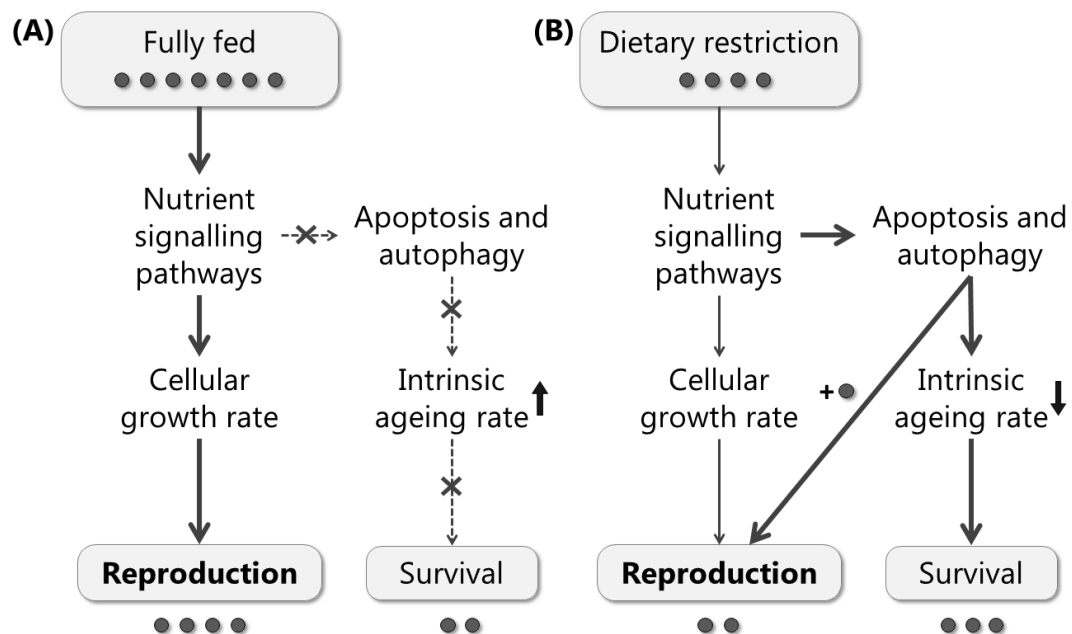 (A)
Fully fed
Nutrient
signalling
pathways
Apoptosis and
autophagy
Cellular
growth rate
Intrinsic
ageing rate
Reproduction
Survival
(B)
Dietary restriction
Nutrient
signalling
pathways
Apoptosis and
autophagy
Cellular
growth rate
+
Intrinsic
ageing rate
Reproduction
Survival